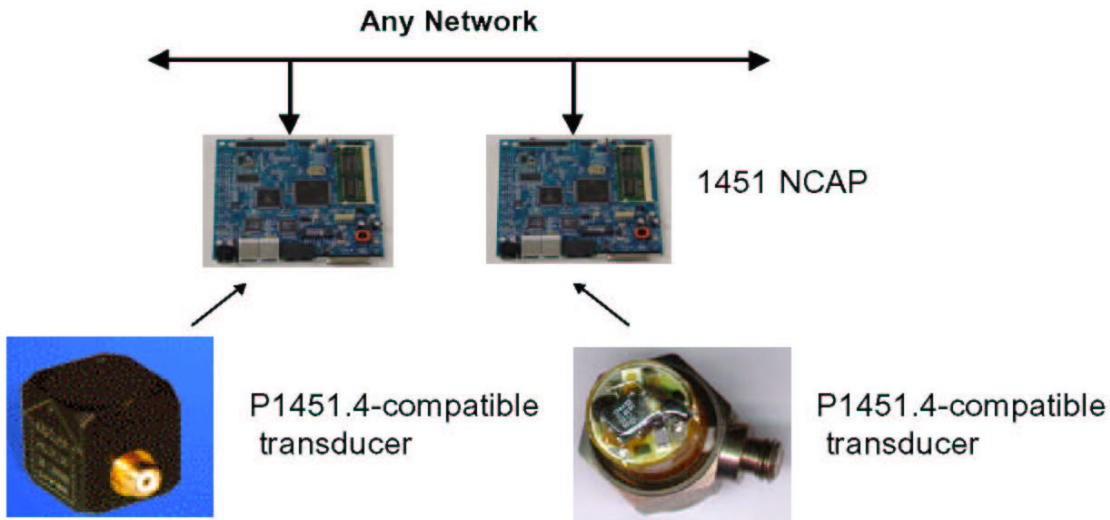 Any Network
1451 NCAP
P1451.4-compatible
transducer
P1451.4-compatible
transducer